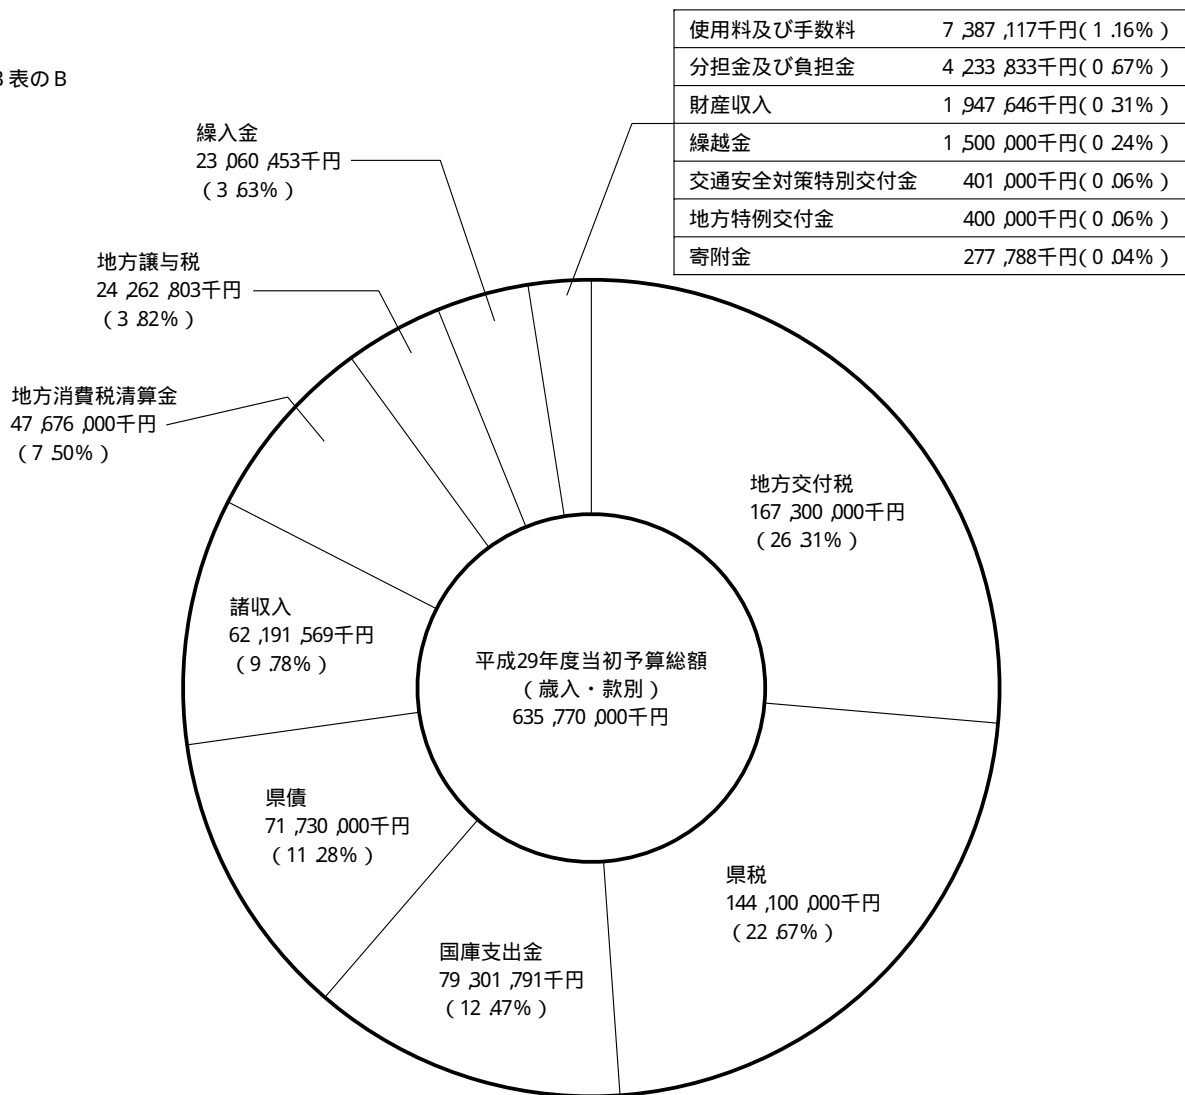 使用料及び手数料 7,387,117千円(1.16%)
分担金及び負担金 4,233,833千円(0.67%)
財産収入 1,947,646千円(0.31%)
繰越金 1,500,000千円(0.24%)
交通安全対策特別交付金 401,000千円(0.06%)
地方特例交付金 400,000千円(0.06%)
寄附金 277,788千円(0.04%)
表のB
繰入金
23,060,453千円
(3.63%)
地方譲与税
24,262,803千円
(3.82%)
地方消費税清算金
47,676,000千円
(7.50%)
地方交付税
167,300,000千円
(26.31%)
諸収入
62,191,569千円
(9.78%)
平成29年度当初予算総額
(歳入・款別)
635,770,000千円
県債
71,730,000千円
(11.28%)
県税
144,100,000千円
(22.67%)
国庫支出金
79,301,791千円
(12.47%)